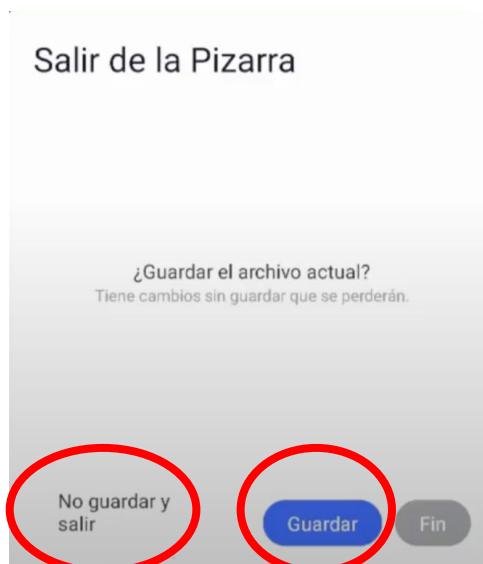 Salir de la Pizarra
¿Guardar el archivo actual?
Tiene cambios sin guardar que se perderán.
No guardar y
salir
Guardar
Fin